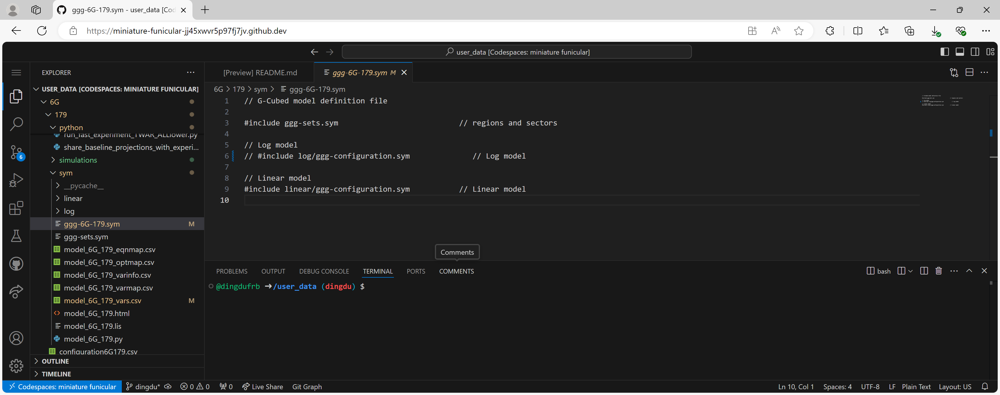 ggg-6G-179.sym - user_data [Cod
https://miniature-funicular-jj45xwvr5p97fj7jv.github.dev
user_data [Codespaces: miniature funicular]
EXPLORER
[Preview] README.md
ggg-6G-179.sym M
USER_DATA [CODESPACES: MINIATURE FUNICULAR]
6G > 179 > sym > ggg-6G-179.sym
6G
179
python
run_fast_experiment_TWAR_ALLlower.py
share_baseline_projections_with_experi...
simulations
sym
__pycache__
linear
log
ggg-6G-179.sym M
ggg-sets.sym
model_6G_179_eqnmap.csv
model_6G_179_optmap.csv
model_6G_179_varinfo.csv
model_6G_179_varmap.csv
model_6G_179_vars.csv M
model_6G_179.html
model_6G_179.lis
model_6G_179.py
configuration6G179.csv
OUTLINE
TIMELINE
6
1 // G-Cubed model definition file
2
3 #include ggg-sets.sym // regions and sectors
4
5 // Log model
6 // #include log/ggg-configuration.sym // Log model
7
8 // Linear model
9 #include linear/ggg-configuration.sym // Linear model
10
Comments
PROBLEMS OUTPUT DEBUG CONSOLE TERMINAL PORTS COMMENTS
bash
@dingdufrb ➜/user_data (dingdu) $
Codespaces: miniature funicular dingdu* 0 0 0 Live Share Git Graph
Ln 10, Col 1 Spaces: 4 UTF-8 LF Plain Text Layout: US